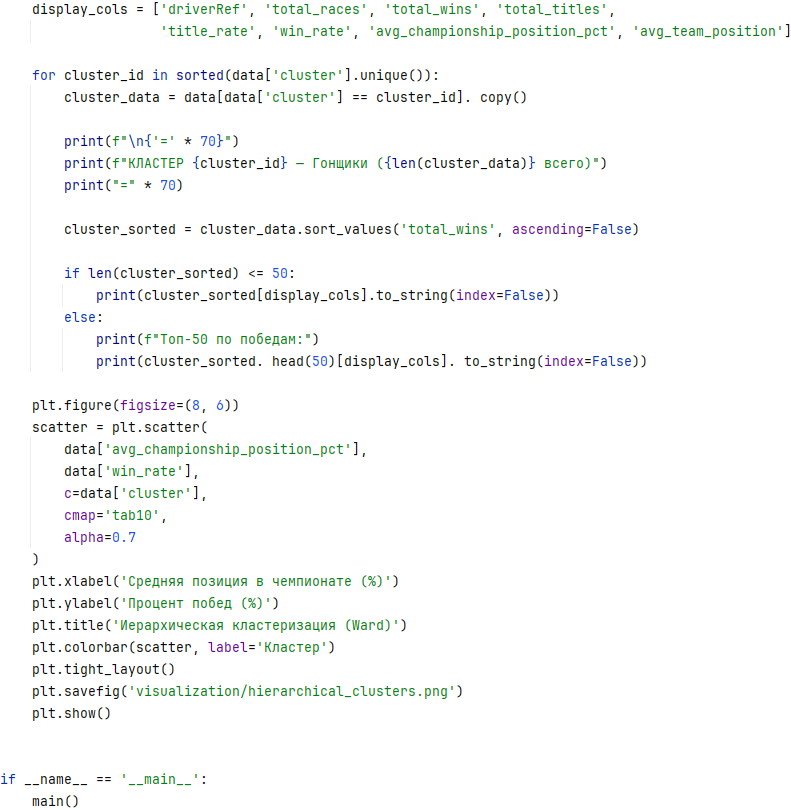 display_cols = ['driverRef', 'total_races', 'total_wins', 'total_titles',
                'title_rate', 'win_rate', 'avg_championship_position_pct', 'avg_team_position']

for cluster_id in sorted(data['cluster'].unique()):
    cluster_data = data[data['cluster'] == cluster_id]. copy()

    print(f"\n{'=' * 70}")
    print(f"КЛАСТЕР {cluster_id} — Гонщики ({len(cluster_data)} всего)")
    print("=" * 70)

    cluster_sorted = cluster_data.sort_values('total_wins', ascending=False)

    if len(cluster_sorted) <= 50:
        print(cluster_sorted[display_cols].to_string(index=False))
    else:
        print(f"Топ-50 по победам:")
        print(cluster_sorted. head(50)[display_cols]. to_string(index=False))

plt.figure(figsize=(8, 6))
scatter = plt.scatter(
    data['avg_championship_position_pct'],
    data['win_rate'],
    c=data['cluster'],
    cmap='tab10',
    alpha=0.7
)
plt.xlabel('Средняя позиция в чемпионате (%)')
plt.ylabel('Процент побед (%)')
plt.title('Иерархическая кластеризация (Ward)')
plt.colorbar(scatter, label='Кластер')
plt.tight_layout()
plt.savefig('visualization/hierarchical_clusters.png')
plt.show()


if __name__ == '__main__':
    main()